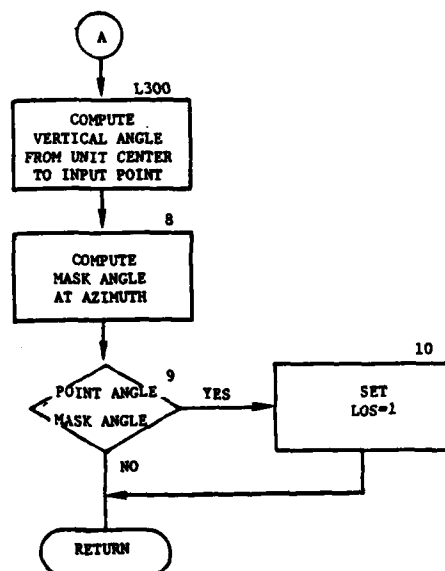 A
L300
COMPUTE
VERTICAL ANGLE
FROM UNIT CENTER
TO INPUT POINT
8
COMPUTE
MASK ANGLE
AT AZIMUTH
9
POINT ANGLE
MASK ANGLE
YES
10
SET
LOS=1
NO
RETURN